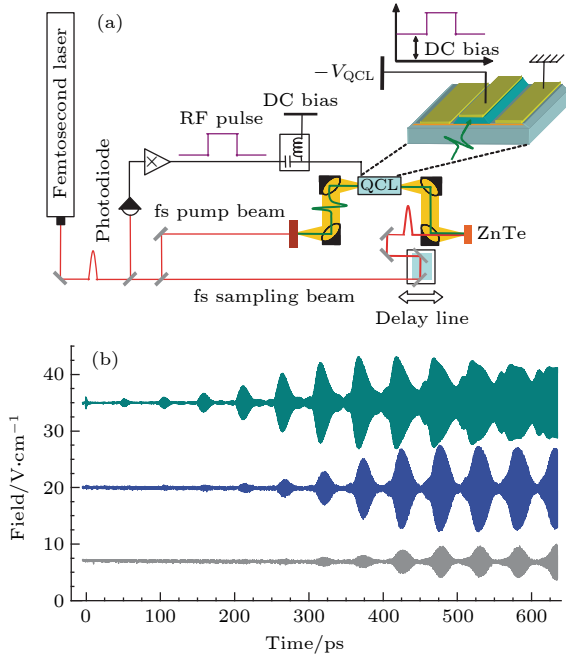 (a)
Femtosecond laser
Photodiode
RF pulse
DC bias
DC bias
−V_QCL
QCL
fs pump beam
ZnTe
fs sampling beam
Delay line
(b)
Field/V·cm⁻¹
40
30
20
10
0
0
100
200
300
400
500
600
Time/ps